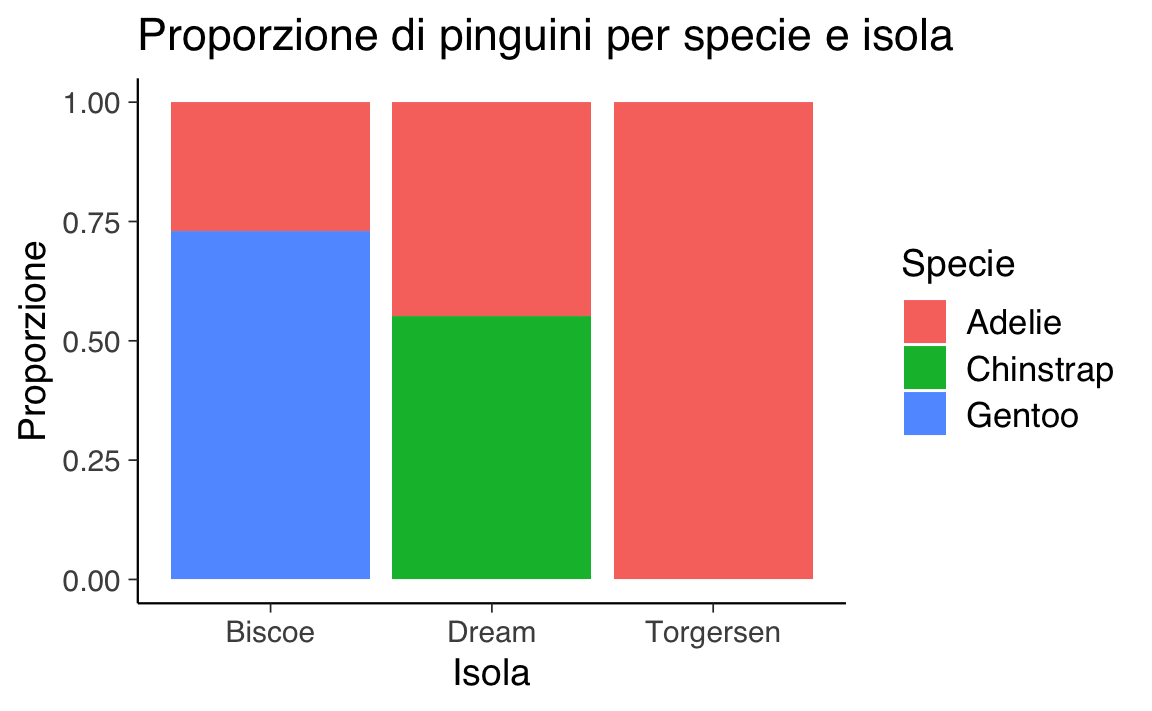 Proporzione di pinguini per specie e isola
Proporzione
1.00
0.75
0.50
0.25
0.00
Biscoe Dream Torgersen
Isola
Specie
Adelie
Chinstrap
Gentoo